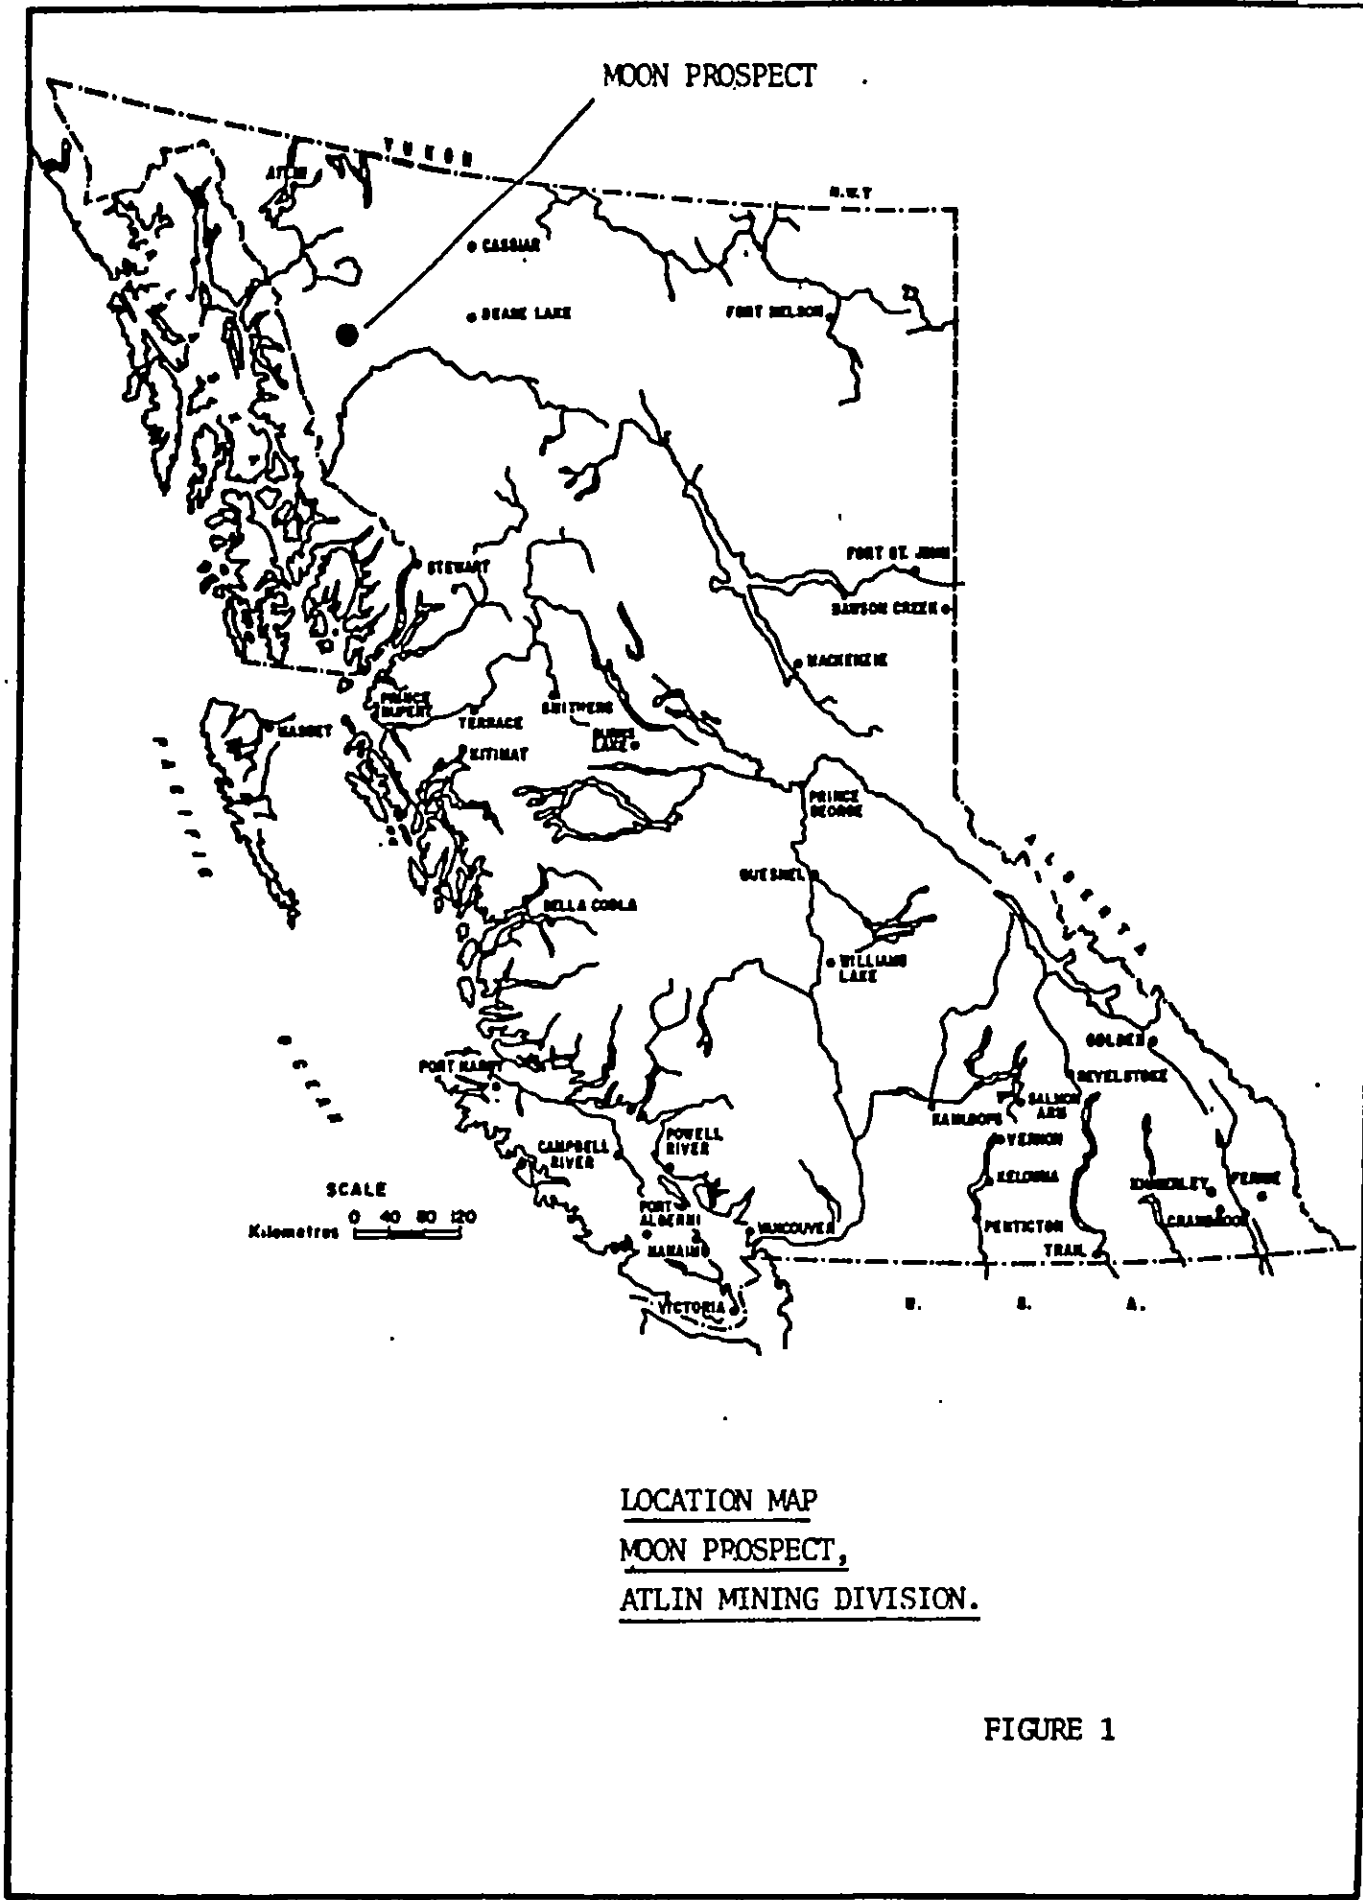 MOON PROSPECT
YUKON
ATLIN
N.W.T
CASSIAR
DEASE LAKE
FORT NELSON
STEWART
FORT ST. JOHN
DAWSON CREEK
MACKENZIE
PRINCE
RUPERT
TERRACE
SMITHERS
BURNS
LAKE
MASSET
KITIMAT
PACIFIC
OCEAN
PRINCE
GEORGE
ALBERTA
QUESNEL
BELLA COOLA
WILLIAMS
LAKE
GOLDEN
PORT HARDY
REVELSTOKE
SALMON
ARM
KAMLOOPS
VERNON
CAMPBELL
RIVER
POWELL
RIVER
KELOWNA
KIMBERLEY
FERNIE
SCALE
0 40 80 120
Kilometres
PORT
ALBERNI
VANCOUVER
PENTICTON
CRANBROOK
NANAIMO
TRAIL
VICTORIA
U. S. A.
LOCATION MAP
MOON PROSPECT,
ATLIN MINING DIVISION.
FIGURE 1